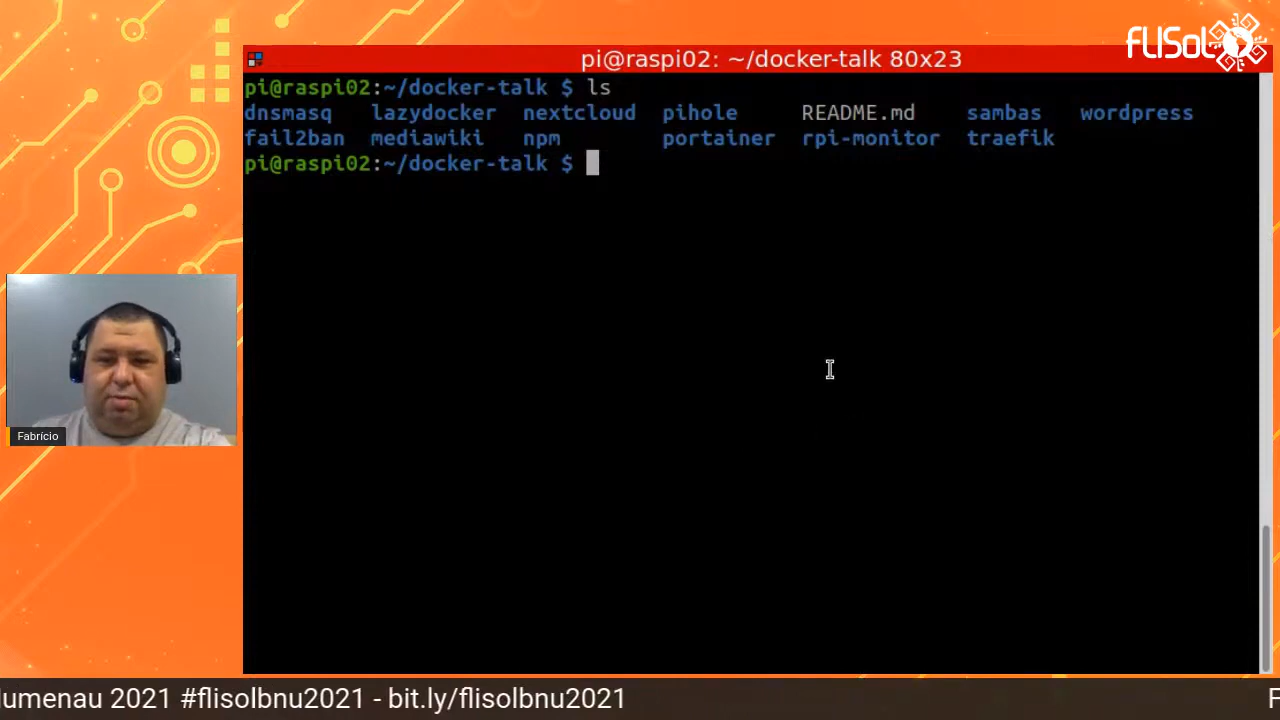 FLISoL
pi@raspi02: ~/docker-talk 80x23
pi@raspi02:~/docker-talk $ ls
dnsmasq lazydocker nextcloud pihole README.md sambas wordpress
fail2ban mediawiki npm portainer rpi-monitor traefik
pi@raspi02:~/docker-talk $
Fabrício
lumenau 2021 #flisolbnu2021 - bit.ly/flisolbnu2021 F